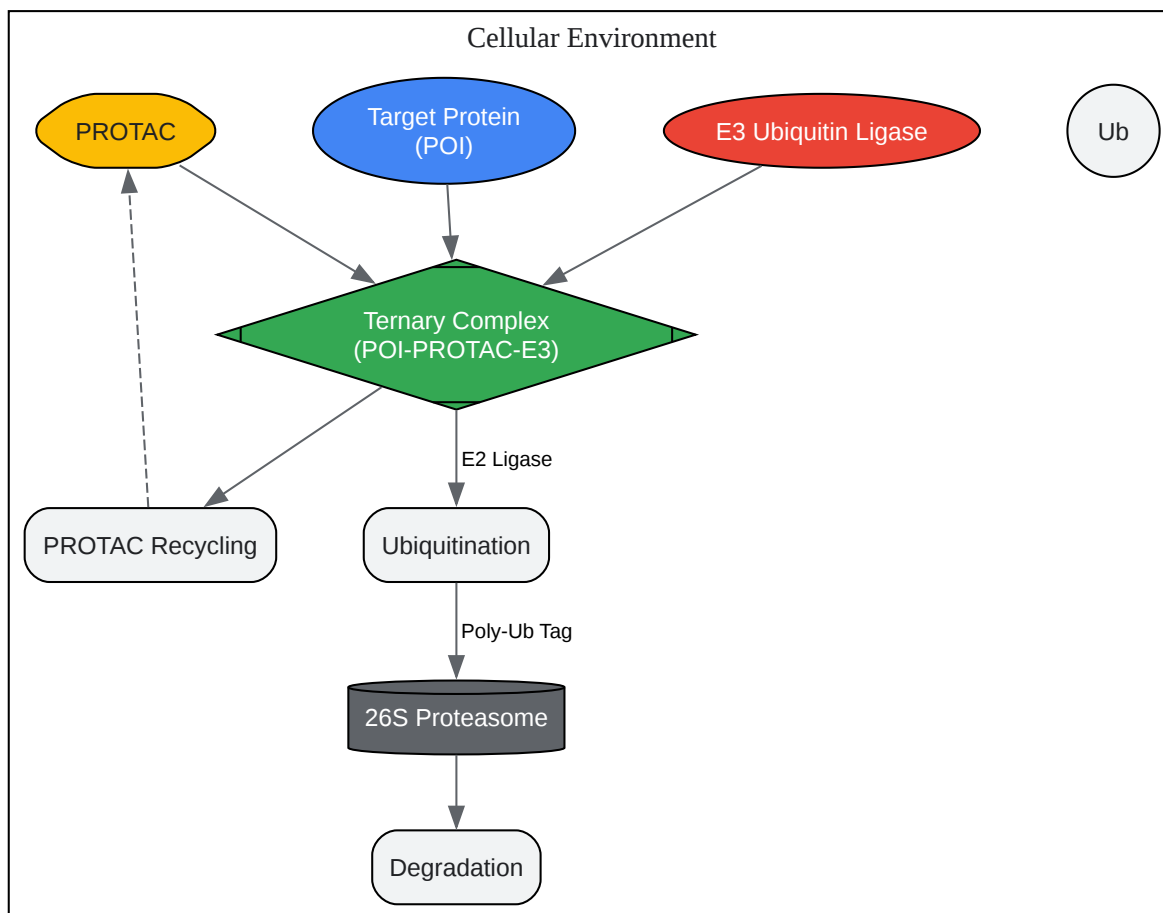 Cellular Environment
PROTAC
Target Protein
(POI)
E3 Ubiquitin Ligase
Ub
Ternary Complex
(POI-PROTAC-E3)
E2 Ligase
PROTAC Recycling
Ubiquitination
Poly-Ub Tag
26S Proteasome
Degradation